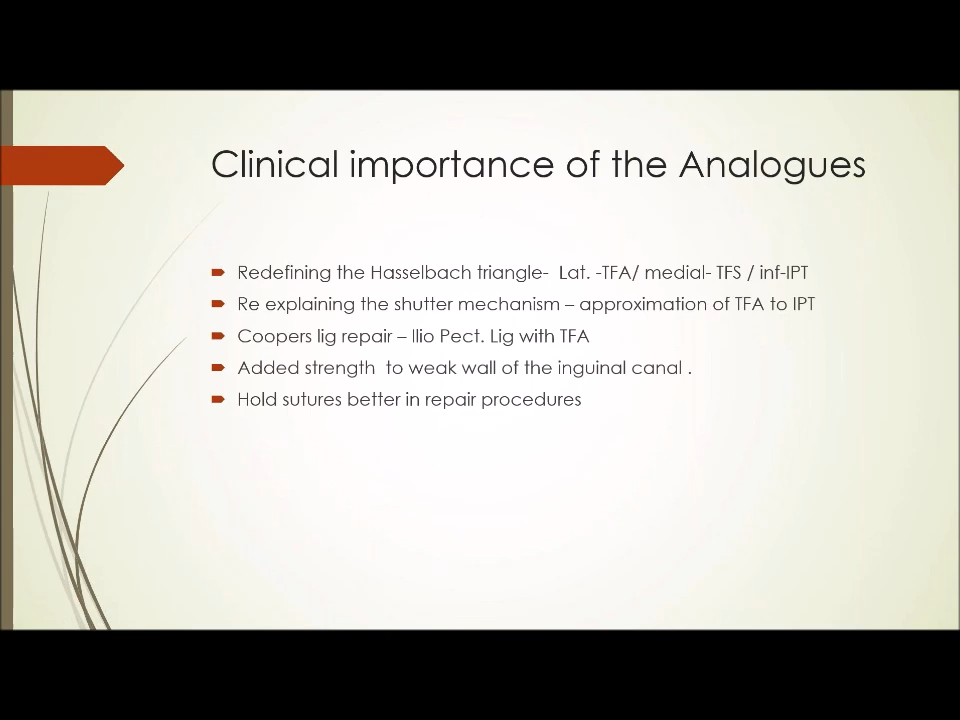 Clinical importance of the Analogues
Redefining the Hasselbach triangle- Lat. -TFA/ medial- TFS / inf-IPT
Re explaining the shutter mechanism – approximation of TFA to IPT
Coopers lig repair – Ilio Pect. Lig with TFA
Added strength to weak wall of the inguinal canal .
Hold sutures better in repair procedures